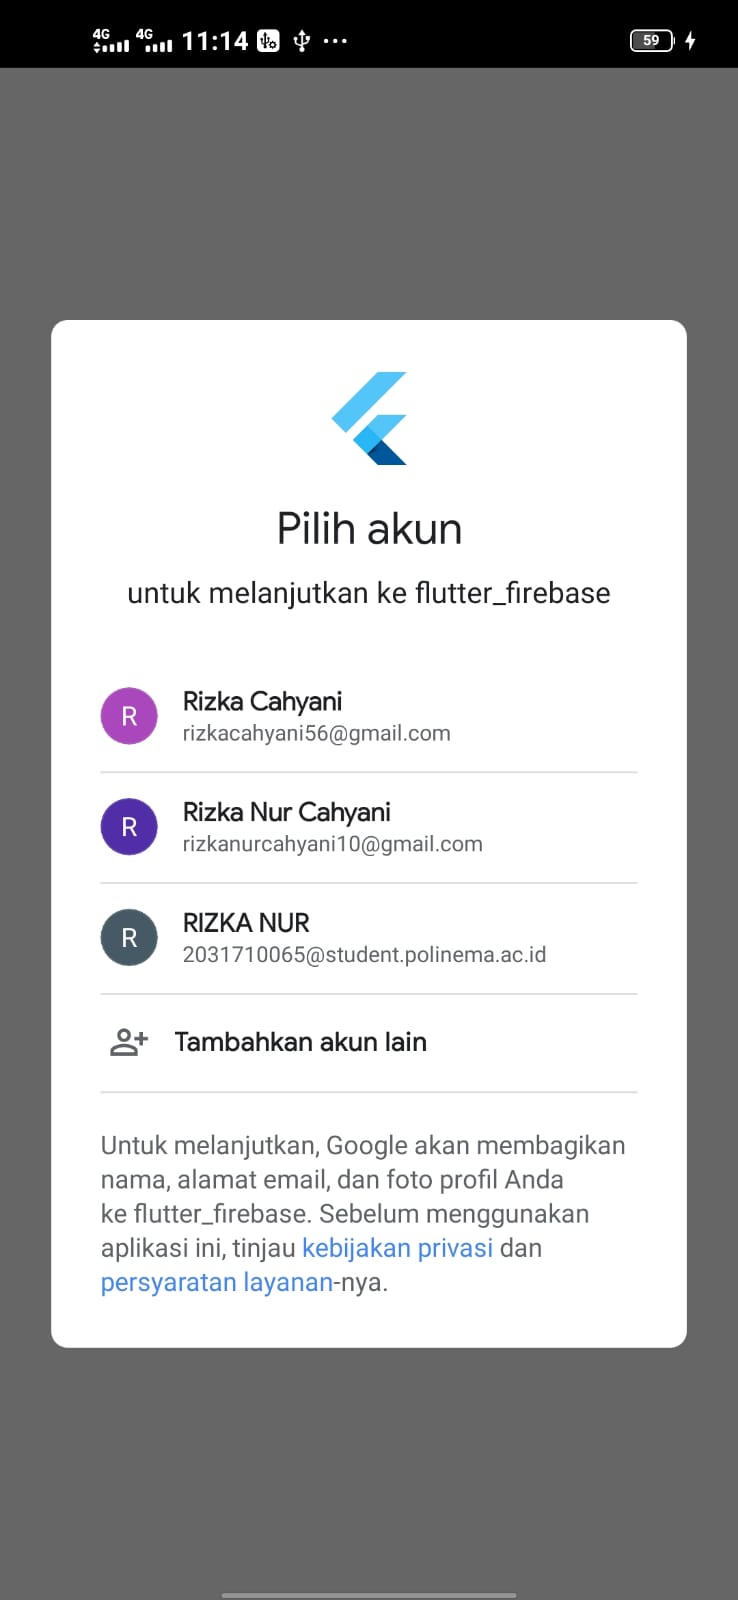 4G 4G 11:14 59
Pilih akun
untuk melanjutkan ke flutter_firebase
R
Rizka Cahyani
rizkacahyani56@gmail.com
R
Rizka Nur Cahyani
rizkanurcahyani10@gmail.com
R
RIZKA NUR
2031710065@student.polinema.ac.id
Tambahkan akun lain
Untuk melanjutkan, Google akan membagikan
nama, alamat email, dan foto profil Anda
ke flutter_firebase. Sebelum menggunakan
aplikasi ini, tinjau kebijakan privasi dan
persyaratan layanan-nya.